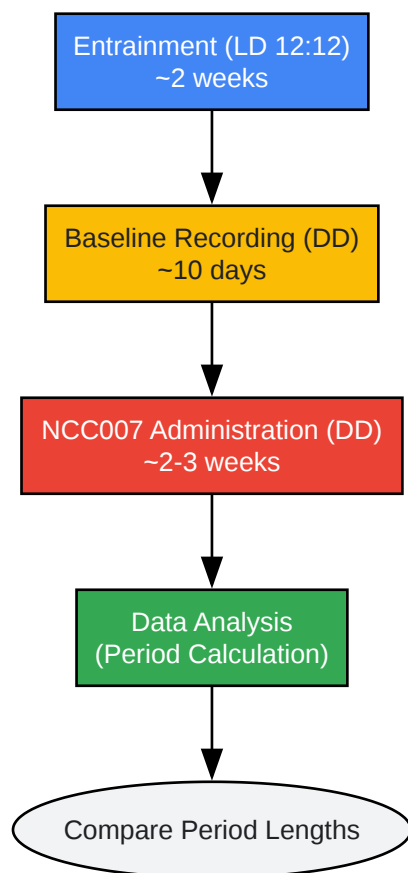 Entrainment (LD 12:12)
~2 weeks
Baseline Recording (DD)
~10 days
NCC007 Administration (DD)
~2-3 weeks
Data Analysis
(Period Calculation)
Compare Period Lengths